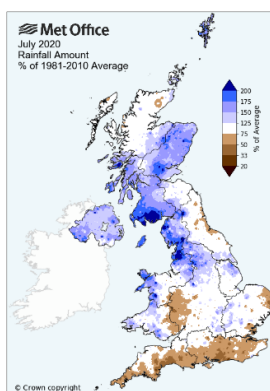 Met Office
July 2020
Rainfall Amount
% of 1981-2010 Average
200
175
150
125
75
50
33
20
% of Average
© Crown copyright